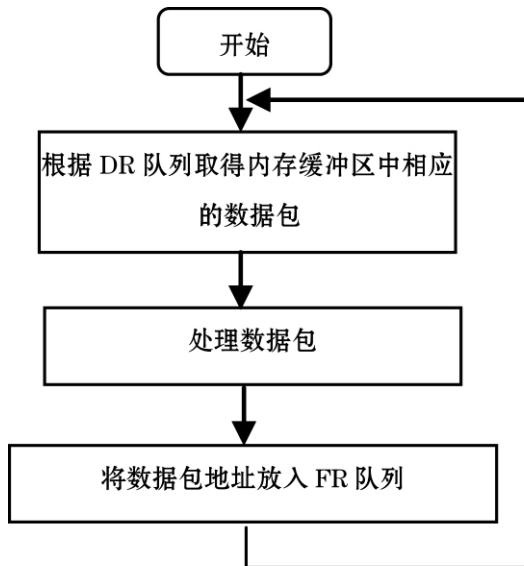 开始
根据 DR 队列取得内存缓冲区中相应
的数据包
处理数据包
将数据包地址放入 FR 队列